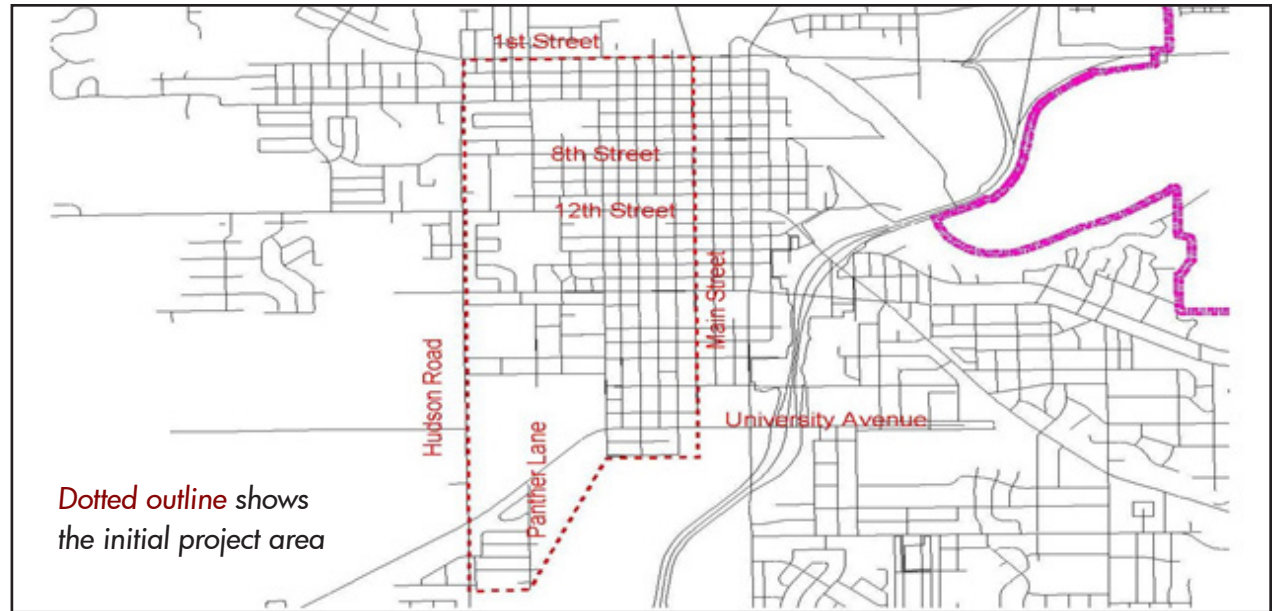 1st Street
8th Street
12th Street
Main Street
Hudson Road
University Avenue
Panther Lane
Dotted outline shows
the initial project area